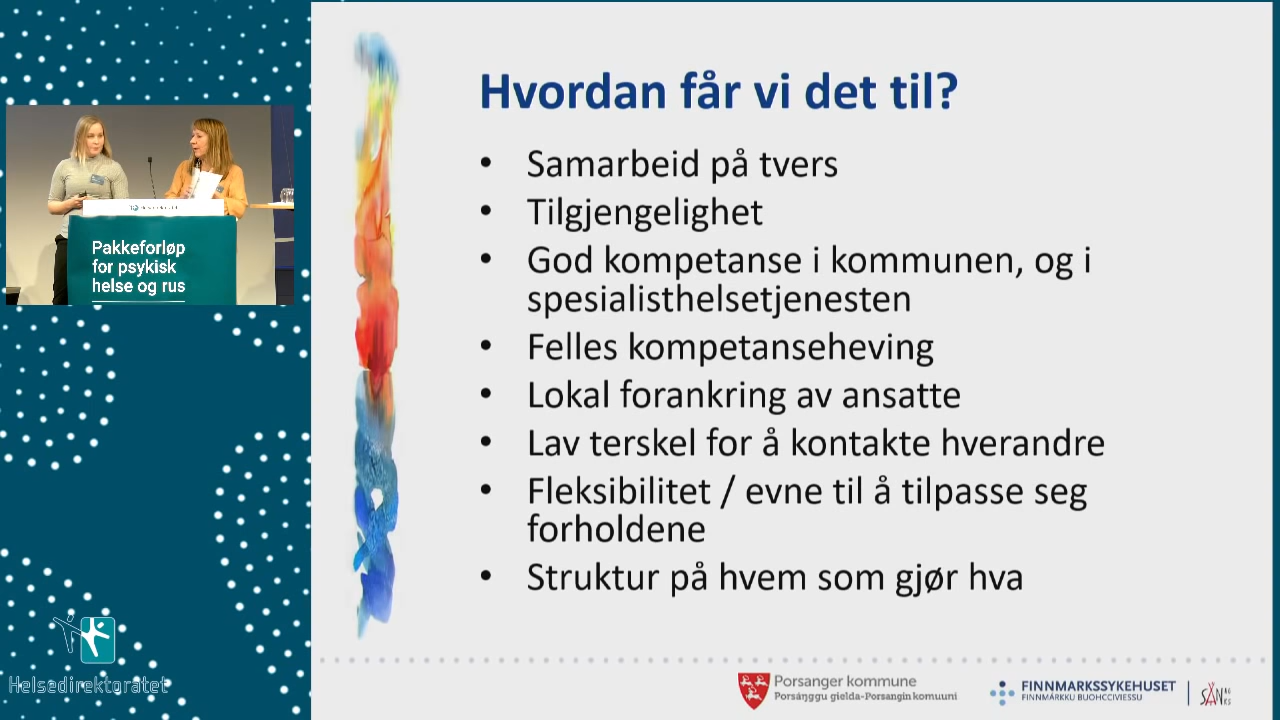 Hvordan får vi det til?
• Samarbeid på tvers
• Tilgjengelighet
• God kompetanse i kommunen, og i
spesialisthelsetjenesten
• Felles kompetanseheving
• Lokal forankring av ansatte
• Lav terskel for å kontakte hverandre
• Fleksibilitet / evne til å tilpasse seg
forholdene
• Struktur på hvem som gjør hva
Pakkeforløp
for psykisk
helse og rus
Helsedirektoratet
Porsanger kommune
Porsáŋggu gielda-Porsangin komuuni
FINNMARKSSYKEHUSET
FINNMÁRKKU BUOHCCIVIESSU